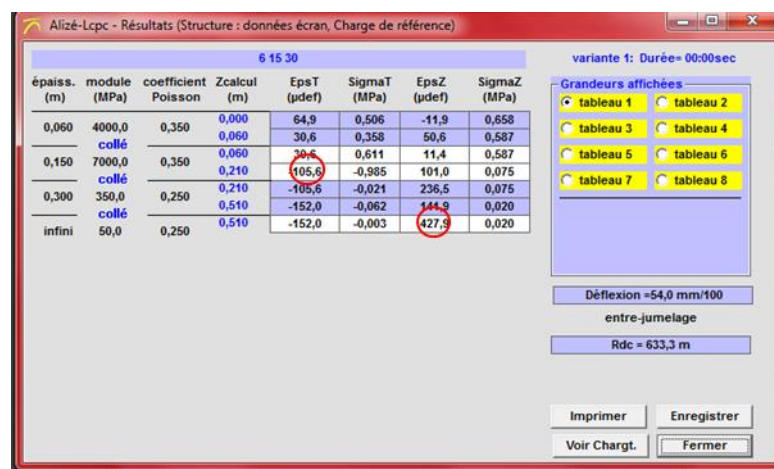 Alizé-Lcpc - Résultats (Structure : données écran, Charge de référence)
6 15 30
variante 1: Durée= 00:00sec
épaiss. (m) module (MPa) coefficient Poisson Zcalcul (m) EpsT (µdef) SigmaT (MPa) EpsZ (µdef) SigmaZ (MPa)
0,060 4000,0 0,350 0,000 64,9 0,506 -11,9 0,658
collé 0,060 30,6 0,358 50,6 0,587
0,150 7000,0 0,350 0,060 30,6 0,611 11,4 0,587
collé 0,210 -105,6 -0,985 101,0 0,075
0,300 350,0 0,250 0,210 -105,6 -0,021 236,5 0,075
collé 0,510 -152,0 -0,062 141,9 0,020
infini 50,0 0,250 0,510 -152,0 -0,003 427,9 0,020
Grandeurs affichées
tableau 1 tableau 2
tableau 3 tableau 4
tableau 5 tableau 6
tableau 7 tableau 8
Déflexion =54,0 mm/100
entre-jumelage
Rdc = 633,3 m
Imprimer Enregistrer
Voir Chargt. Fermer